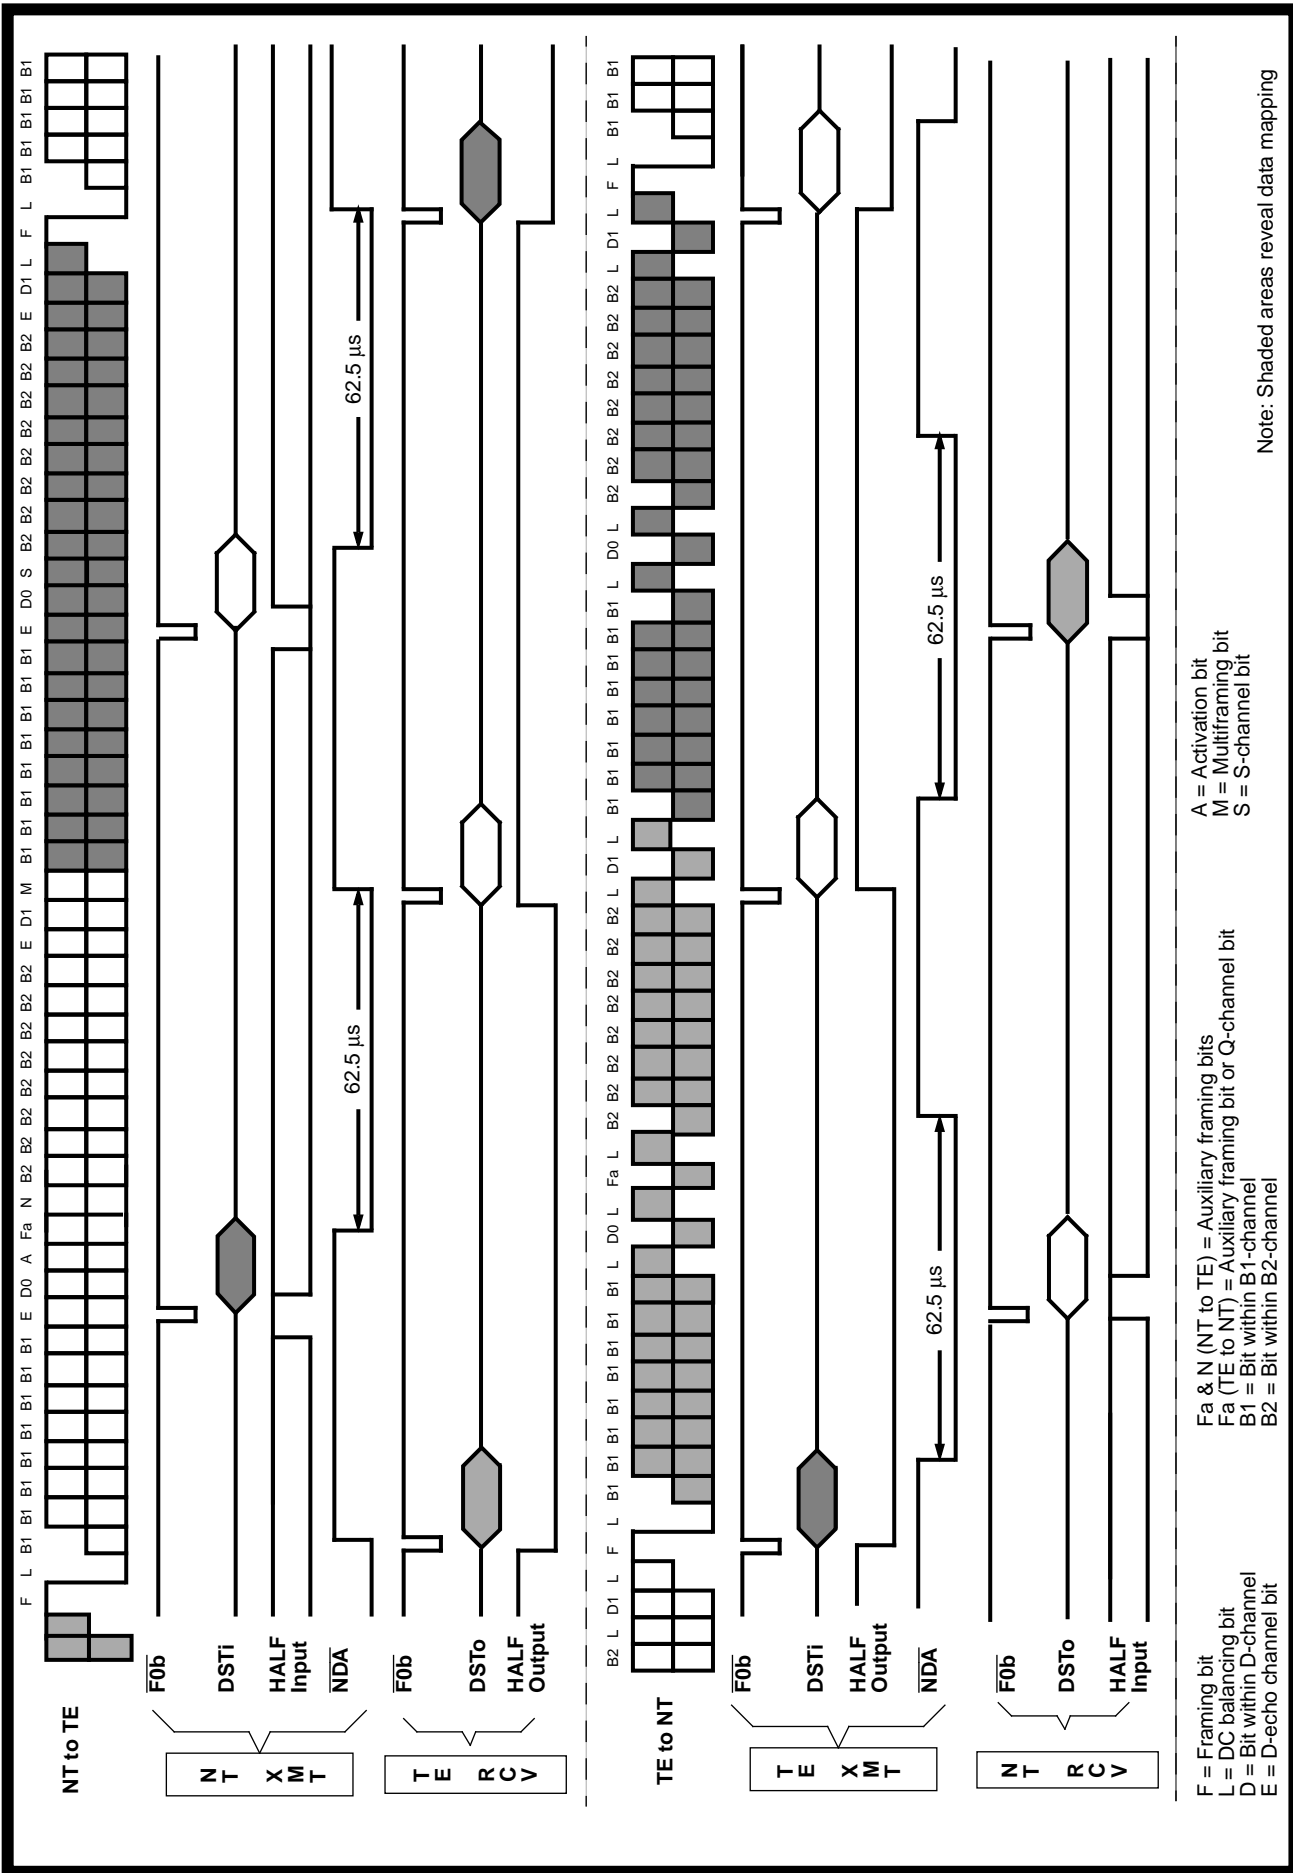 F L B1 B1 B1 B1 B1 B1 B1 B1 E D0 A Fa N B2 B2 B2 B2 B2 B2 B2 B2 E D1 M B1 B1 B1 B1 B1 B1 B1 B1 E D0 S B2 B2 B2 B2 B2 B2 B2 B2 E D1 L F L B1 B1 B1 B1 B1
NT to TE
NT XMT
F0b
DSTi
HALF
Input
NDA
62.5 µs
62.5 µs
TE RCV
F0b
DSTo
HALF
Output
B2 L D1 L F L B1 B1 B1 B1 B1 B1 B1 B1 L D0 L Fa L B2 B2 B2 B2 B2 B2 B2 B2 L D1 L B1 B1 B1 B1 B1 B1 B1 B1 L D0 L B2 B2 B2 B2 B2 B2 B2 B2 L D1 L F L B1 B1 B1
TE to NT
TE XMT
F0b
DSTi
HALF
Output
NDA
62.5 µs
62.5 µs
NT RCV
F0b
DSTo
HALF
Input
F = Framing bit
L = DC balancing bit
D = Bit within D-channel
E = D-echo channel bit
Fa & N (NT to TE) = Auxiliary framing bits
Fa (TE to NT) = Auxiliary framing bit or Q-channel bit
B1 = Bit within B1-channel
B2 = Bit within B2-channel
A = Activation bit
M = Multiframing bit
S = S-channel bit
Note: Shaded areas reveal data mapping